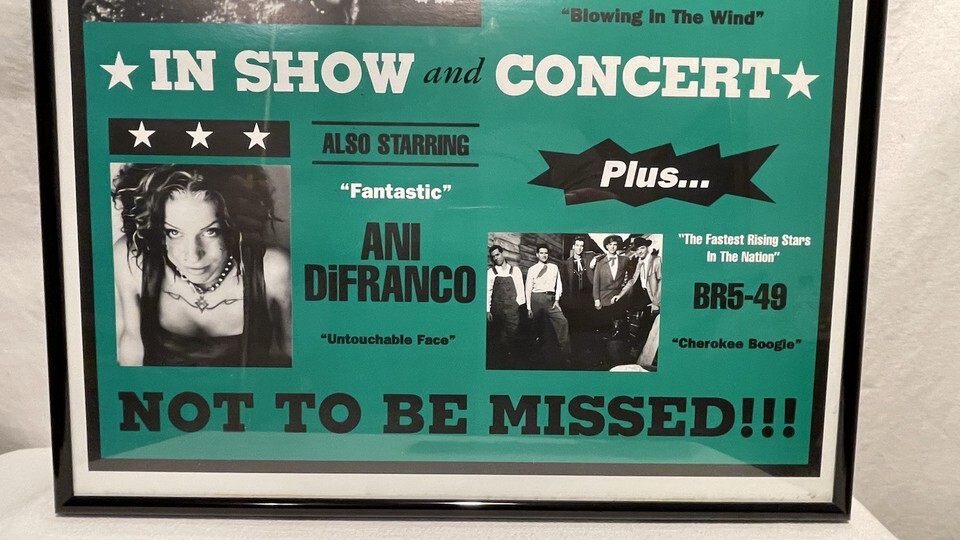 "Blowing In The Wind"
IN SHOW and CONCERT
ALSO STARRING
"Fantastic"
ANI
DiFRANCO
"Untouchable Face"
Plus...
"The Fastest Rising Stars
In The Nation"
BR5-49
"Cherokee Boogie"
NOT TO BE MISSED!!!